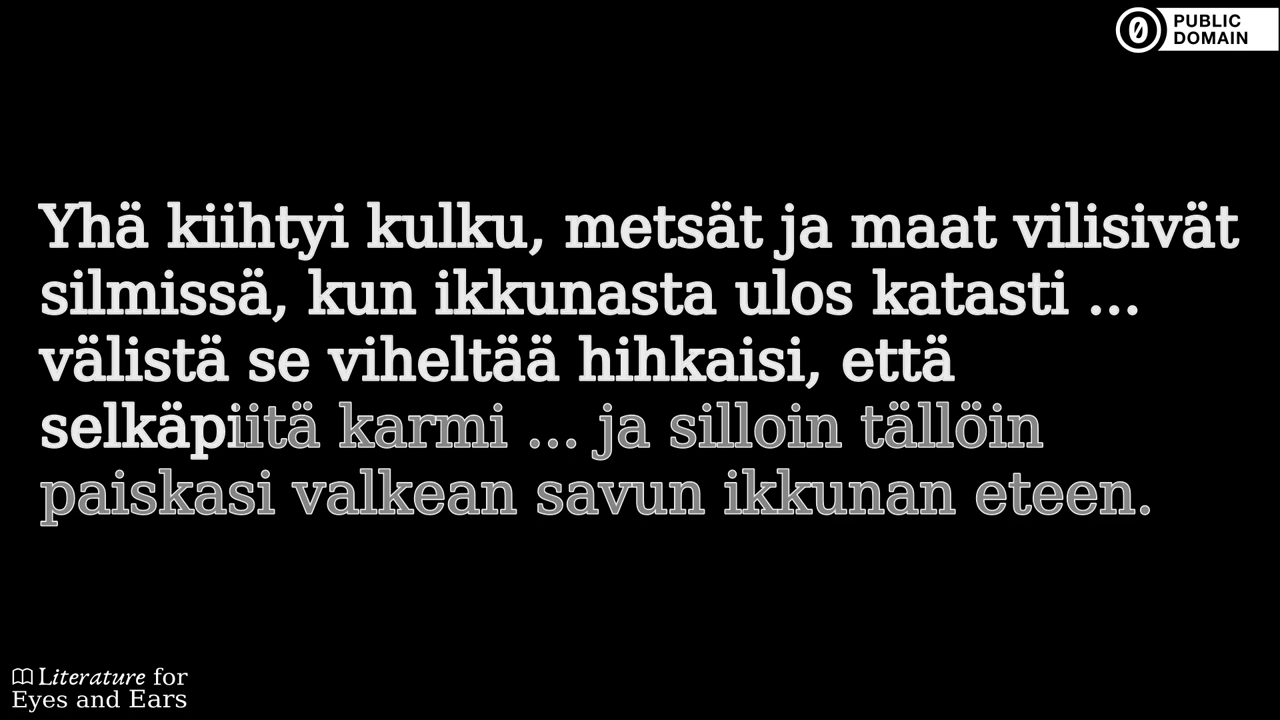 PUBLIC
DOMAIN
Yhä kiihtyi kulku, metsät ja maat vilisivät
silmissä, kun ikkunasta ulos katasti ...
välistä se viheltää hihkaisi, että
selkäpiitä karmi ... ja silloin tällöin
paiskasi valkean savun ikkunan eteen.
Literature for
Eyes and Ears